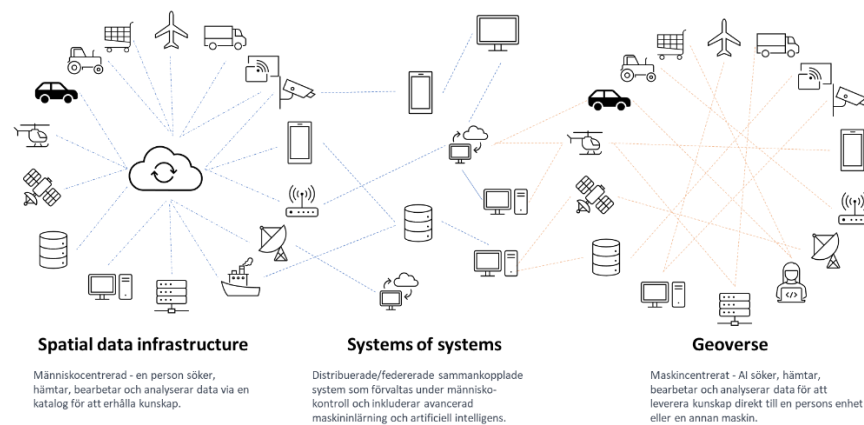 Spatial data infrastructure
Människocentrerad - en person söker,
hämtar, bearbetar och analyserar data via en
katalog för att erhålla kunskap.
Systems of systems
Distribuerade/federerade sammankopplade
system som förvaltas under människo-
kontroll och inkluderar avancerad
maskininlärning och artificiell intelligens.
Geoverse
Maskincentrerat - AI söker, hämtar,
bearbetar och analyserar data för att
leverera kunskap direkt till en persons enhet
eller en annan maskin.